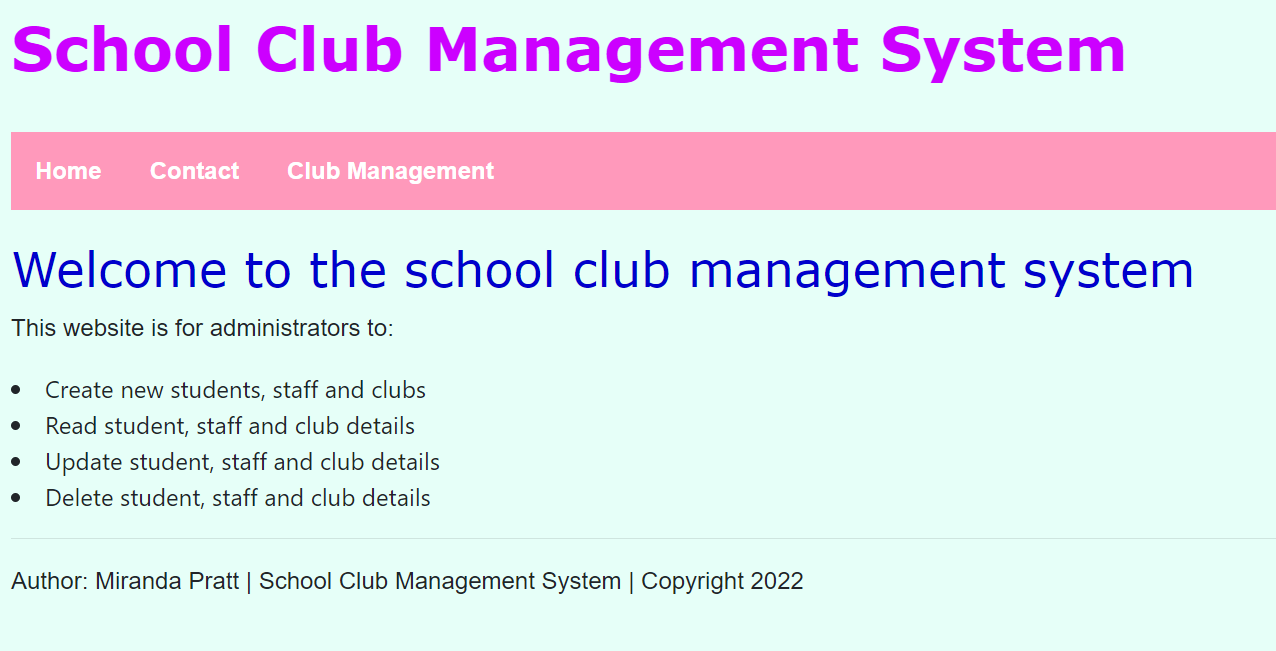 School Club Management System
Home Contact Club Management
Welcome to the school club management system
This website is for administrators to:
• Create new students, staff and clubs
• Read student, staff and club details
• Update student, staff and club details
• Delete student, staff and club details
Author: Miranda Pratt | School Club Management System | Copyright 2022